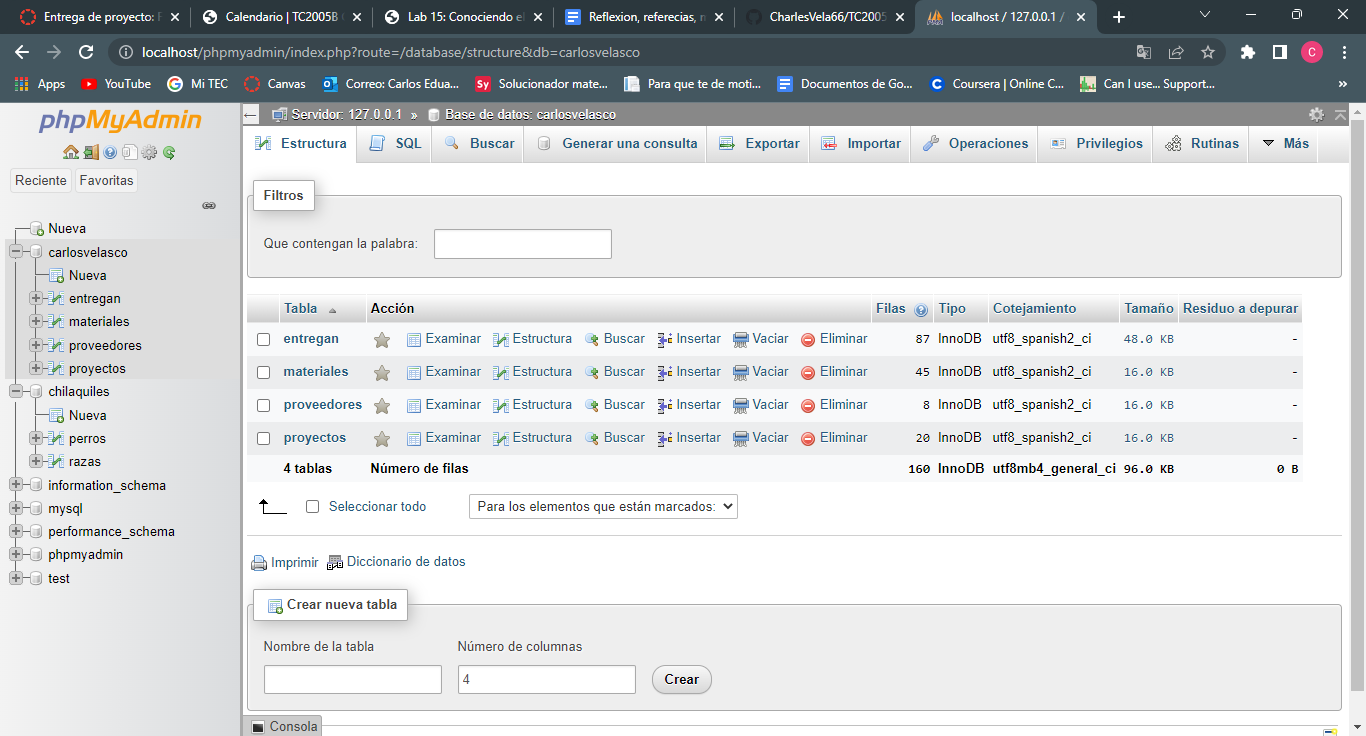 Entrega de proyecto: F
Calendario | TC2005B
Lab 15: Conociendo el
Reflexion, referecias, n
CharlesVela66/TC2005
localhost / 127.0.0.1 /
localhost/phpmyadmin/index.php?route=/database/structure&db=carlosvelasco
C
Apps
YouTube
Mi TEC
Canvas
Correo: Carlos Edua...
Sy
Solucionador mate...
Para que te de moti...
Documentos de Go...
Coursera | Online C...
Can I use... Support...
»
phpMyAdmin
Reciente Favoritas
Nueva
carlosvelasco
Nueva
entregan
materiales
proveedores
proyectos
chilaquiles
Nueva
perros
razas
information_schema
mysql
performance_schema
phpmyadmin
test
Servidor: 127.0.0.1 » Base de datos: carlosvelasco
Estructura SQL Buscar Generar una consulta Exportar Importar Operaciones Privilegios Rutinas Más
Filtros
Que contengan la palabra:
Tabla Acción Filas Tipo Cotejamiento Tamaño Residuo a depurar
entregan Examinar Estructura Buscar Insertar Vaciar Eliminar 87 InnoDB utf8_spanish2_ci 48.0 KB -
materiales Examinar Estructura Buscar Insertar Vaciar Eliminar 45 InnoDB utf8_spanish2_ci 16.0 KB -
proveedores Examinar Estructura Buscar Insertar Vaciar Eliminar 8 InnoDB utf8_spanish2_ci 16.0 KB -
proyectos Examinar Estructura Buscar Insertar Vaciar Eliminar 20 InnoDB utf8_spanish2_ci 16.0 KB -
4 tablas Número de filas 160 InnoDB utf8mb4_general_ci 96.0 KB 0 B
Seleccionar todo Para los elementos que están marcados:
Imprimir Diccionario de datos
Crear nueva tabla
Nombre de la tabla Número de columnas
4 Crear
Consola